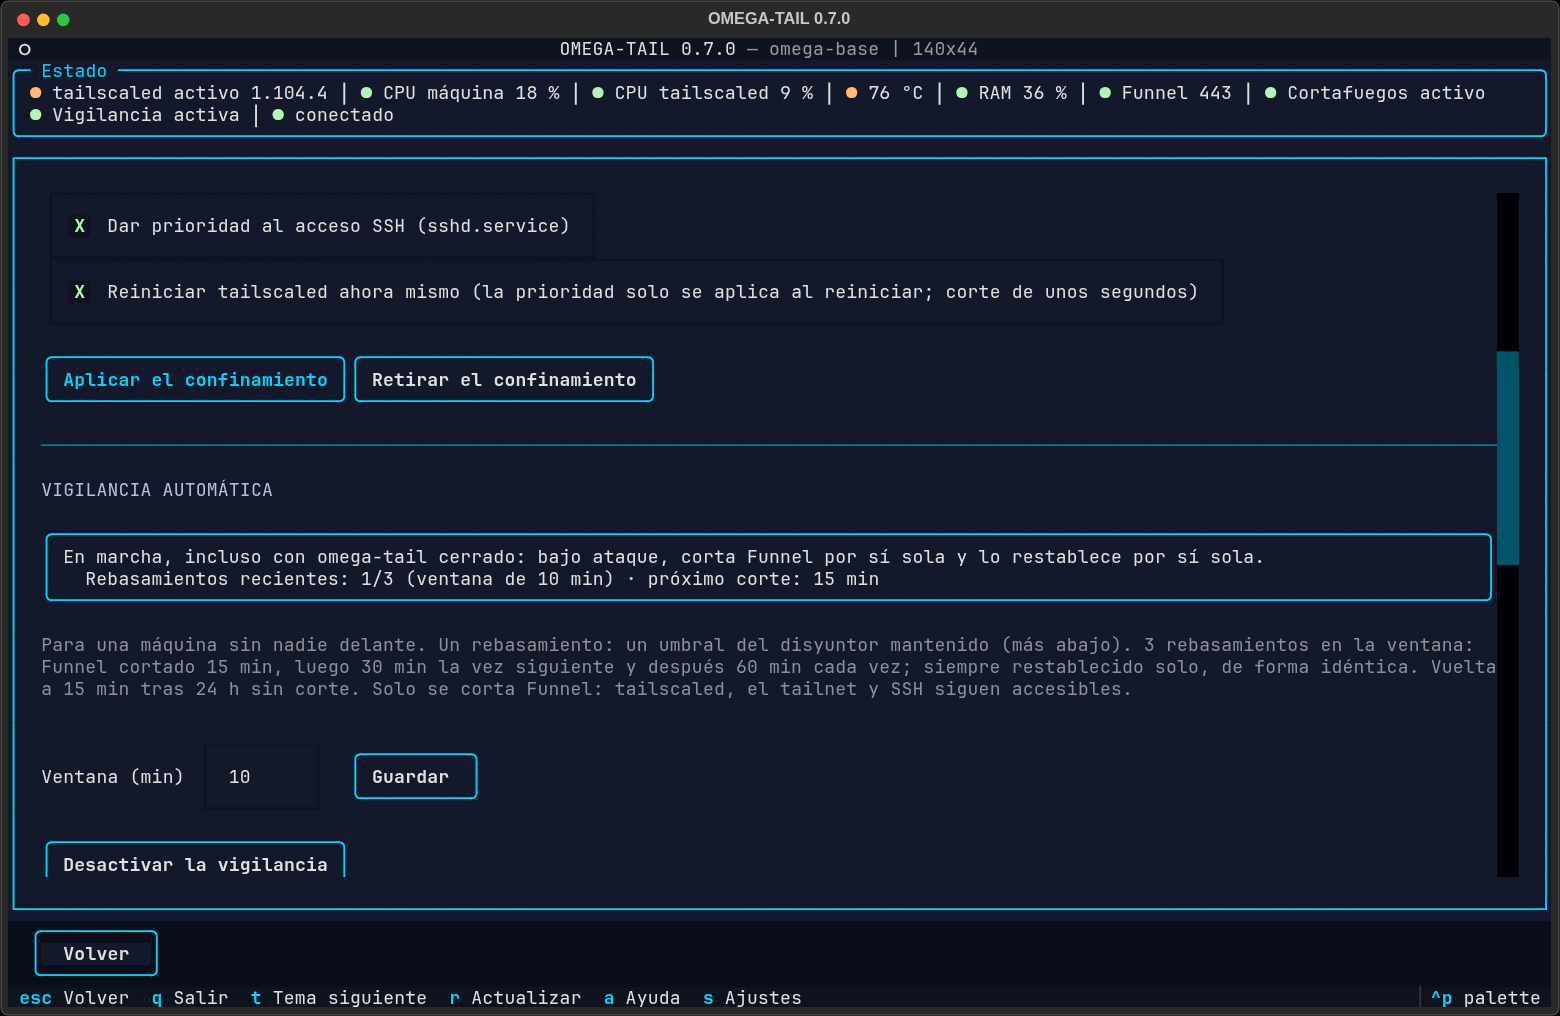 OMEGA-TAIL 0.7.0
OMEGA-TAIL 0.7.0 — omega-base | 140x44
Estado
tailscaled activo 1.104.4 │ CPU máquina 18 % │ CPU tailscaled 9 % │ 76 °C │ RAM 36 % │ Funnel 443 │ Cortafuegos activo
Vigilancia activa │ conectado
X Dar prioridad al acceso SSH (sshd.service)
X Reiniciar tailscaled ahora mismo (la prioridad solo se aplica al reiniciar; corte de unos segundos)
Aplicar el confinamiento Retirar el confinamiento
VIGILANCIA AUTOMÁTICA
En marcha, incluso con omega-tail cerrado: bajo ataque, corta Funnel por sí sola y lo restablece por sí sola.
Rebasamientos recientes: 1/3 (ventana de 10 min) · próximo corte: 15 min
Para una máquina sin nadie delante. Un rebasamiento: un umbral del disyuntor mantenido (más abajo). 3 rebasamientos en la ventana:
Funnel cortado 15 min, luego 30 min la vez siguiente y después 60 min cada vez; siempre restablecido solo, de forma idéntica. Vuelta
a 15 min tras 24 h sin corte. Solo se corta Funnel: tailscaled, el tailnet y SSH siguen accesibles.
Ventana (min) 10 Guardar
Desactivar la vigilancia
Volver
esc Volver q Salir t Tema siguiente r Actualizar a Ayuda s Ajustes ^p palette